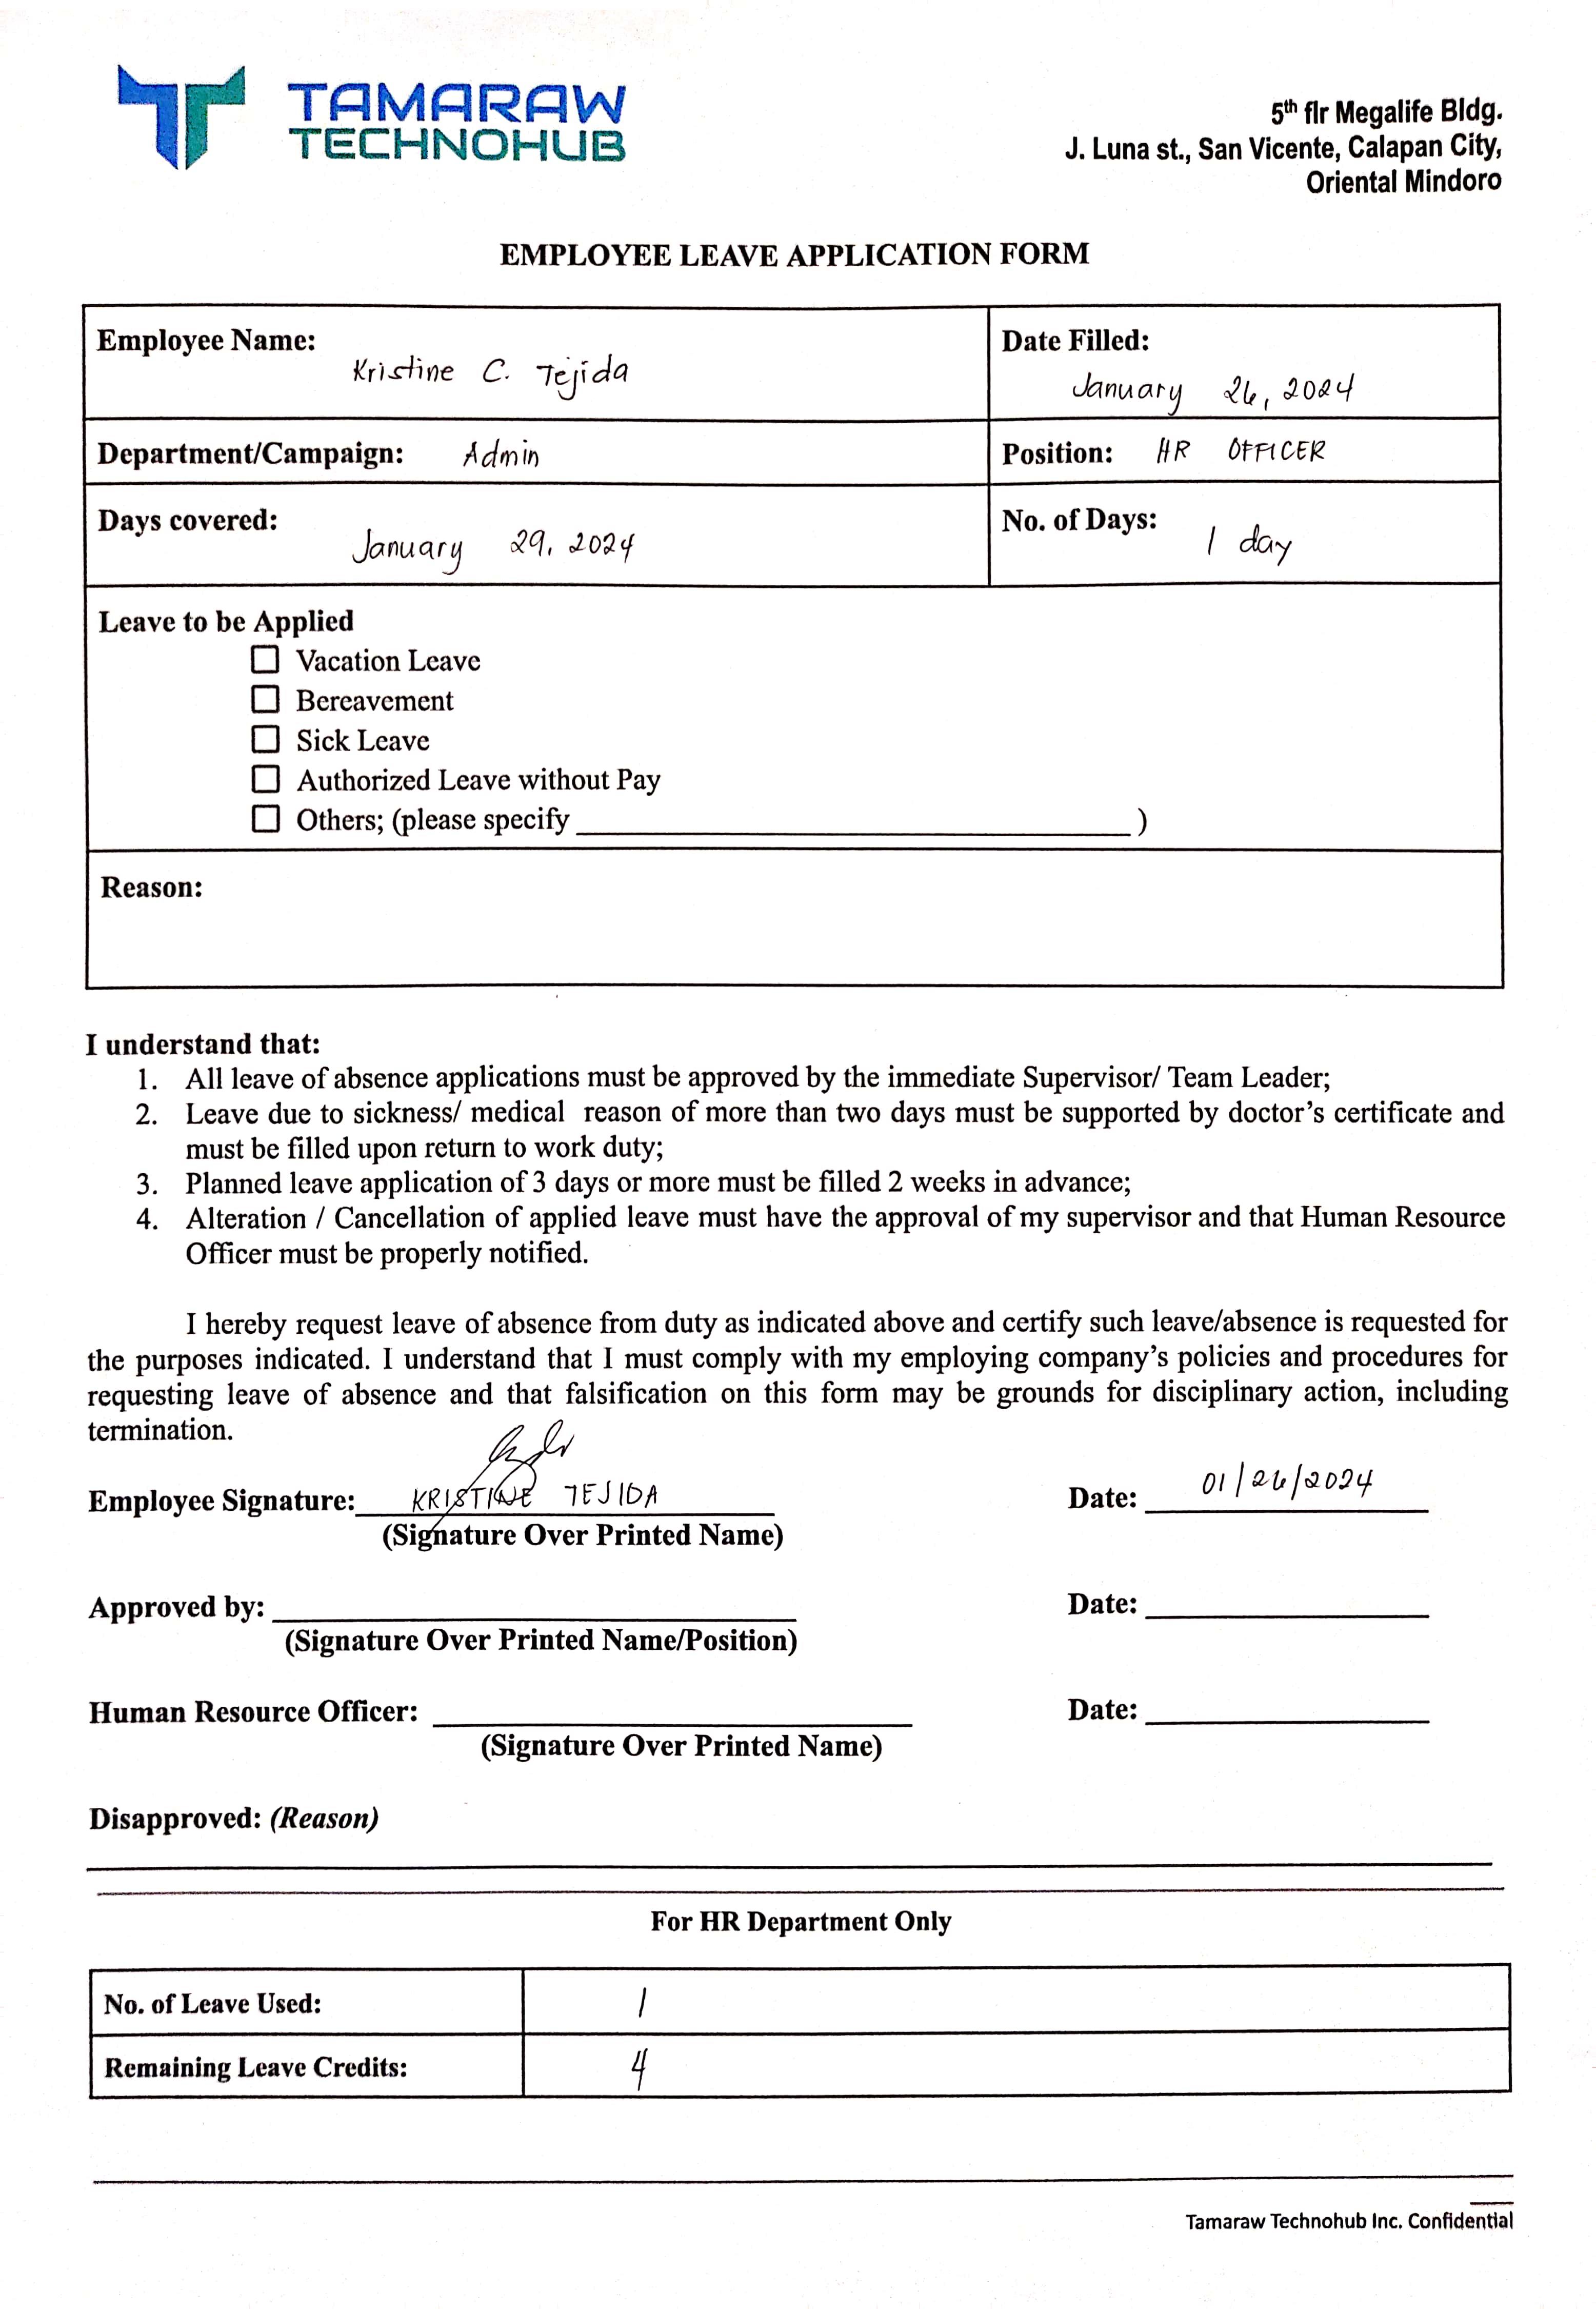 TAMARAW
TECHNOHUB
5th flr Megalife Bldg.
J. Luna st., San Vicente, Calapan City,
Oriental Mindoro
EMPLOYEE LEAVE APPLICATION FORM
Employee Name: Kristine C. Tejida
Date Filled: January 26, 2024
Department/Campaign: Admin
Position: HR OFFICER
Days covered: January 29, 2024
No. of Days: 1 day
Leave to be Applied
☐ Vacation Leave
☐ Bereavement
☐ Sick Leave
☐ Authorized Leave without Pay
☐ Others; (please specify ____________________ )
Reason:
I understand that:
1. All leave of absence applications must be approved by the immediate Supervisor/ Team Leader;
2. Leave due to sickness/ medical reason of more than two days must be supported by doctor's certificate and
must be filled upon return to work duty;
3. Planned leave application of 3 days or more must be filled 2 weeks in advance;
4. Alteration / Cancellation of applied leave must have the approval of my supervisor and that Human Resource
Officer must be properly notified.
I hereby request leave of absence from duty as indicated above and certify such leave/absence is requested for
the purposes indicated. I understand that I must comply with my employing company's policies and procedures for
requesting leave of absence and that falsification on this form may be grounds for disciplinary action, including
termination.
Employee Signature: KRISTINE TEJIDA Date: 01/26/2024
(Signature Over Printed Name)
Approved by: ____________________ Date: __________
(Signature Over Printed Name/Position)
Human Resource Officer: ____________________ Date: __________
(Signature Over Printed Name)
Disapproved: (Reason)
For HR Department Only
No. of Leave Used: 1
Remaining Leave Credits: 4
Tamaraw Technohub Inc. Confidential